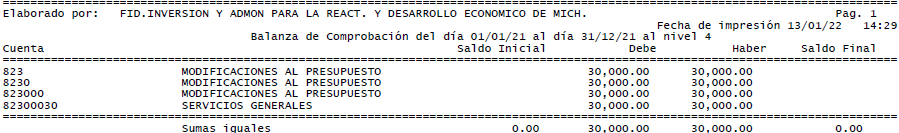 Elaborado por: FID.INVERSION Y ADMON PARA LA REACT. Y DESARROLLO ECONOMICO DE MICH. Pag. 1
Fecha de impresión 13/01/22 14:29
Balanza de Comprobación del día 01/01/21 al día 31/12/21 al nivel 4
Cuenta Saldo Inicial Debe Haber Saldo Final
823 MODIFICACIONES AL PRESUPUESTO 30,000.00 30,000.00
8230 MODIFICACIONES AL PRESUPUESTO 30,000.00 30,000.00
823000 MODIFICACIONES AL PRESUPUESTO 30,000.00 30,000.00
82300030 SERVICIOS GENERALES 30,000.00 30,000.00
Sumas iguales 0.00 30,000.00 30,000.00 0.00